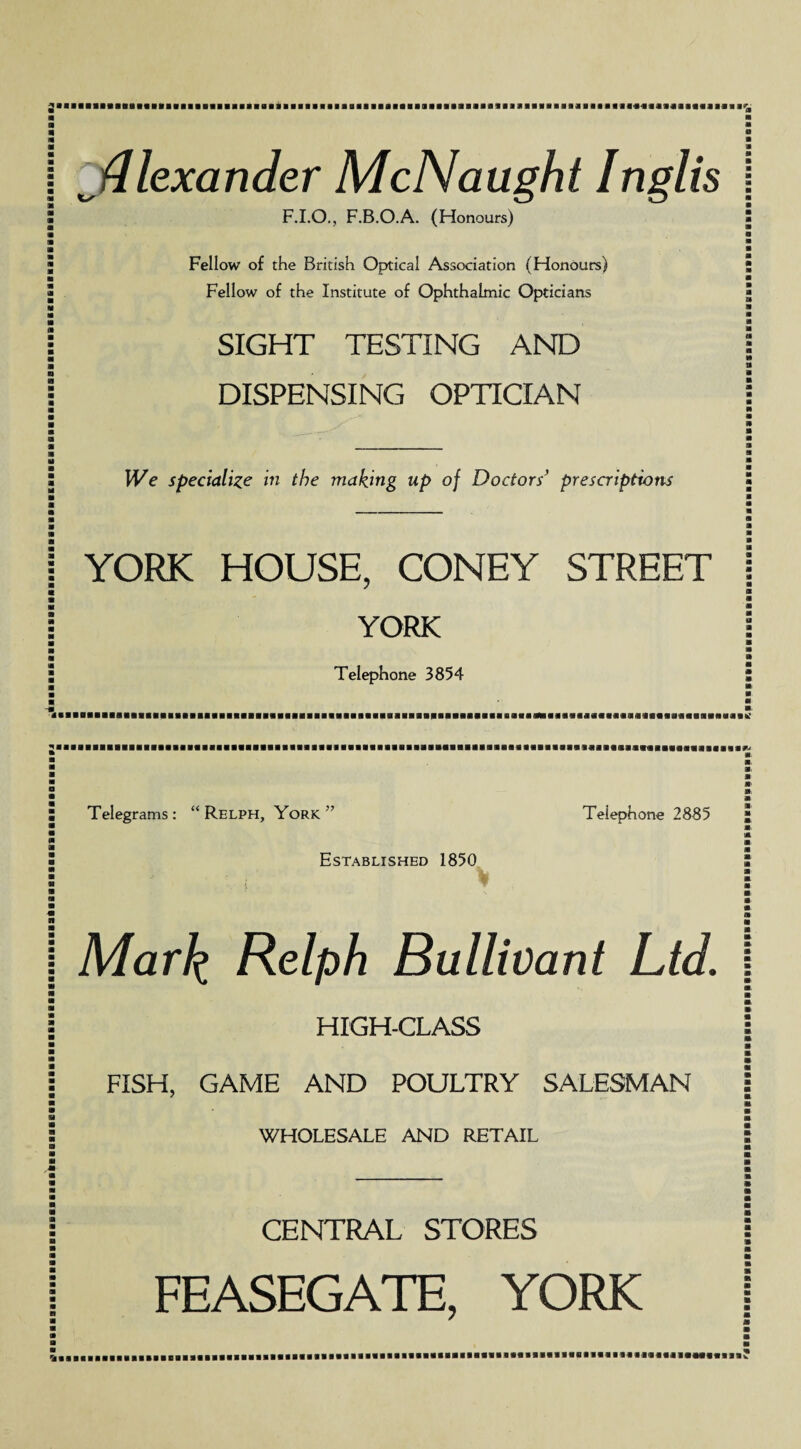 Alexander McNaught Inglis
F.I.O., F.B.O.A. (Honours)
Fellow of the British Optical Association (Honours)
Fellow of the Institute of Ophthalmic Opticians
SIGHT TESTING AND
DISPENSING OPTICIAN
We specialize in the making up of Doctors' prescriptions
YORK HOUSE, CONEY STREET
YORK
Telephone 3854
Telegrams: “Relph, York” Telephone 2885
Established 1850
Mark Relph Bullivant Ltd.
HIGH-CLASS
FISH, GAME AND POULTRY SALESMAN
WHOLESALE AND RETAIL
CENTRAL STORES
FEASEGATE, YORK